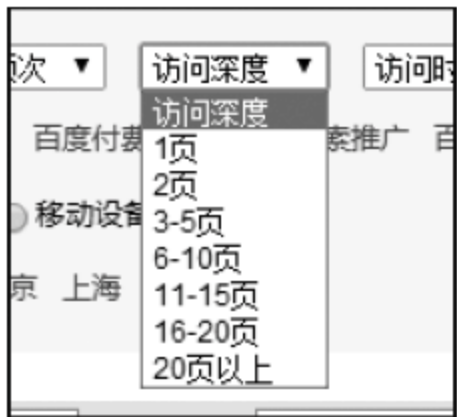 次 ▼ 访问深度 ▼ 访问时
访问深度
百度付费 索推广 百
1页
2页
移动设备
3-5页
6-10页
京 上海
11-15页
16-20页
20页以上